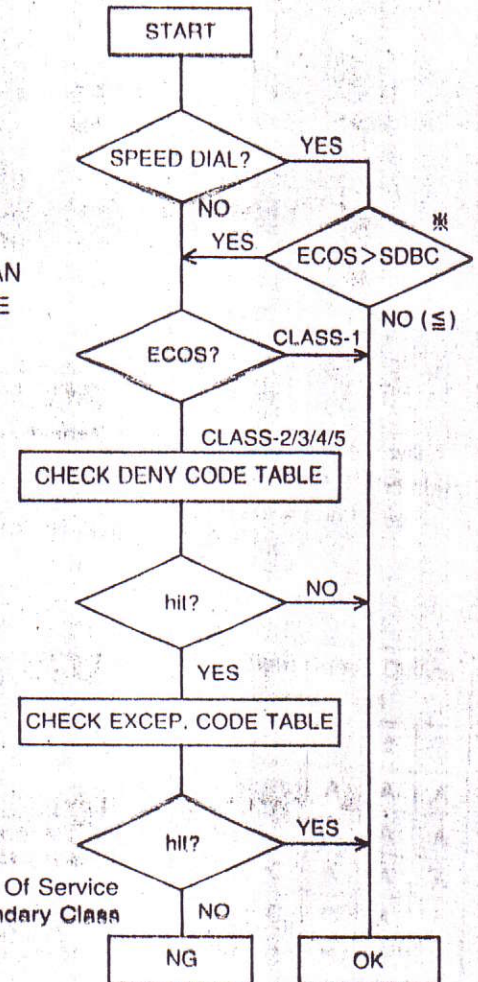 START
SPEED DIAL?
YES
NO
YES
ECOS>SDBC
※
NO (≦)
AN
E
ECOS?
CLASS-1
CLASS-2/3/4/5
CHECK DENY CODE TABLE
hit?
NO
YES
CHECK EXCEP. CODE TABLE
hit?
YES
Of Service
ndary Class
NO
NG
OK